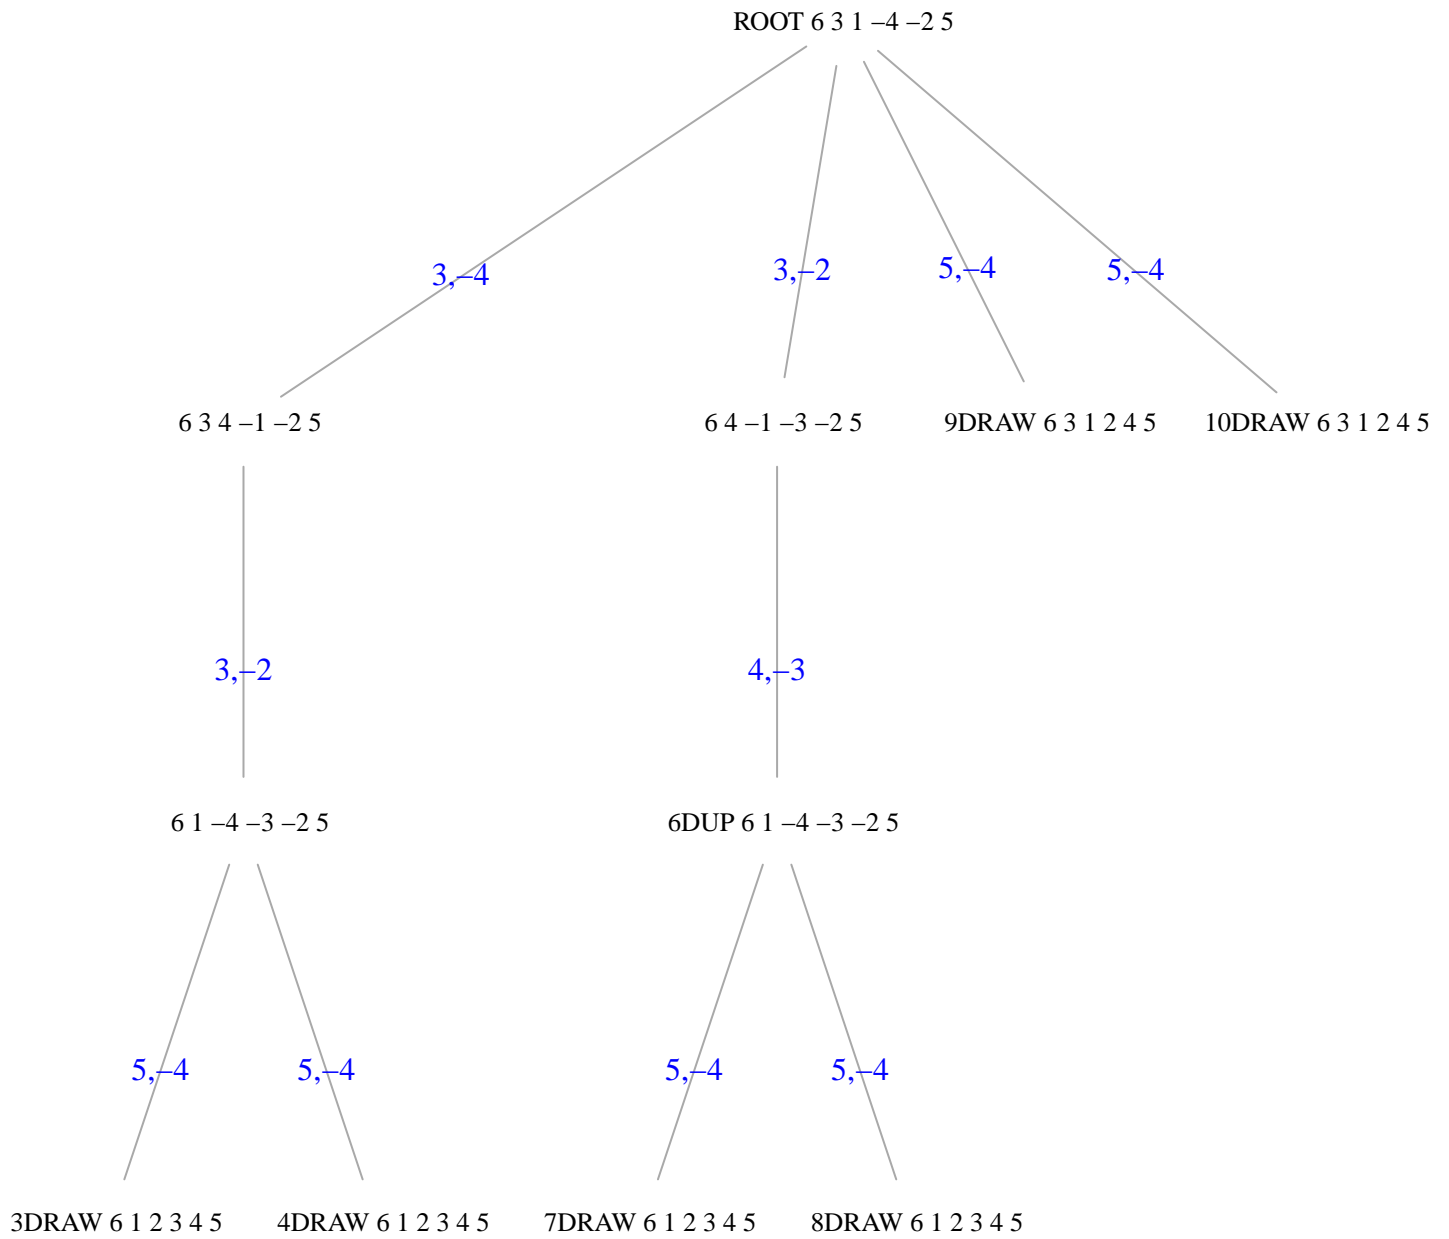 ROOT 6 3 1 –4 –2 5
3,–4
3,–2
5,–4
5,–4
6 3 4 –1 –2 5
6 4 –1 –3 –2 5
9DRAW 6 3 1 2 4 5
10DRAW 6 3 1 2 4 5
3,–2
4,–3
6 1 –4 –3 –2 5
6DUP 6 1 –4 –3 –2 5
5,–4
5,–4
5,–4
5,–4
3DRAW 6 1 2 3 4 5
4DRAW 6 1 2 3 4 5
7DRAW 6 1 2 3 4 5
8DRAW 6 1 2 3 4 5